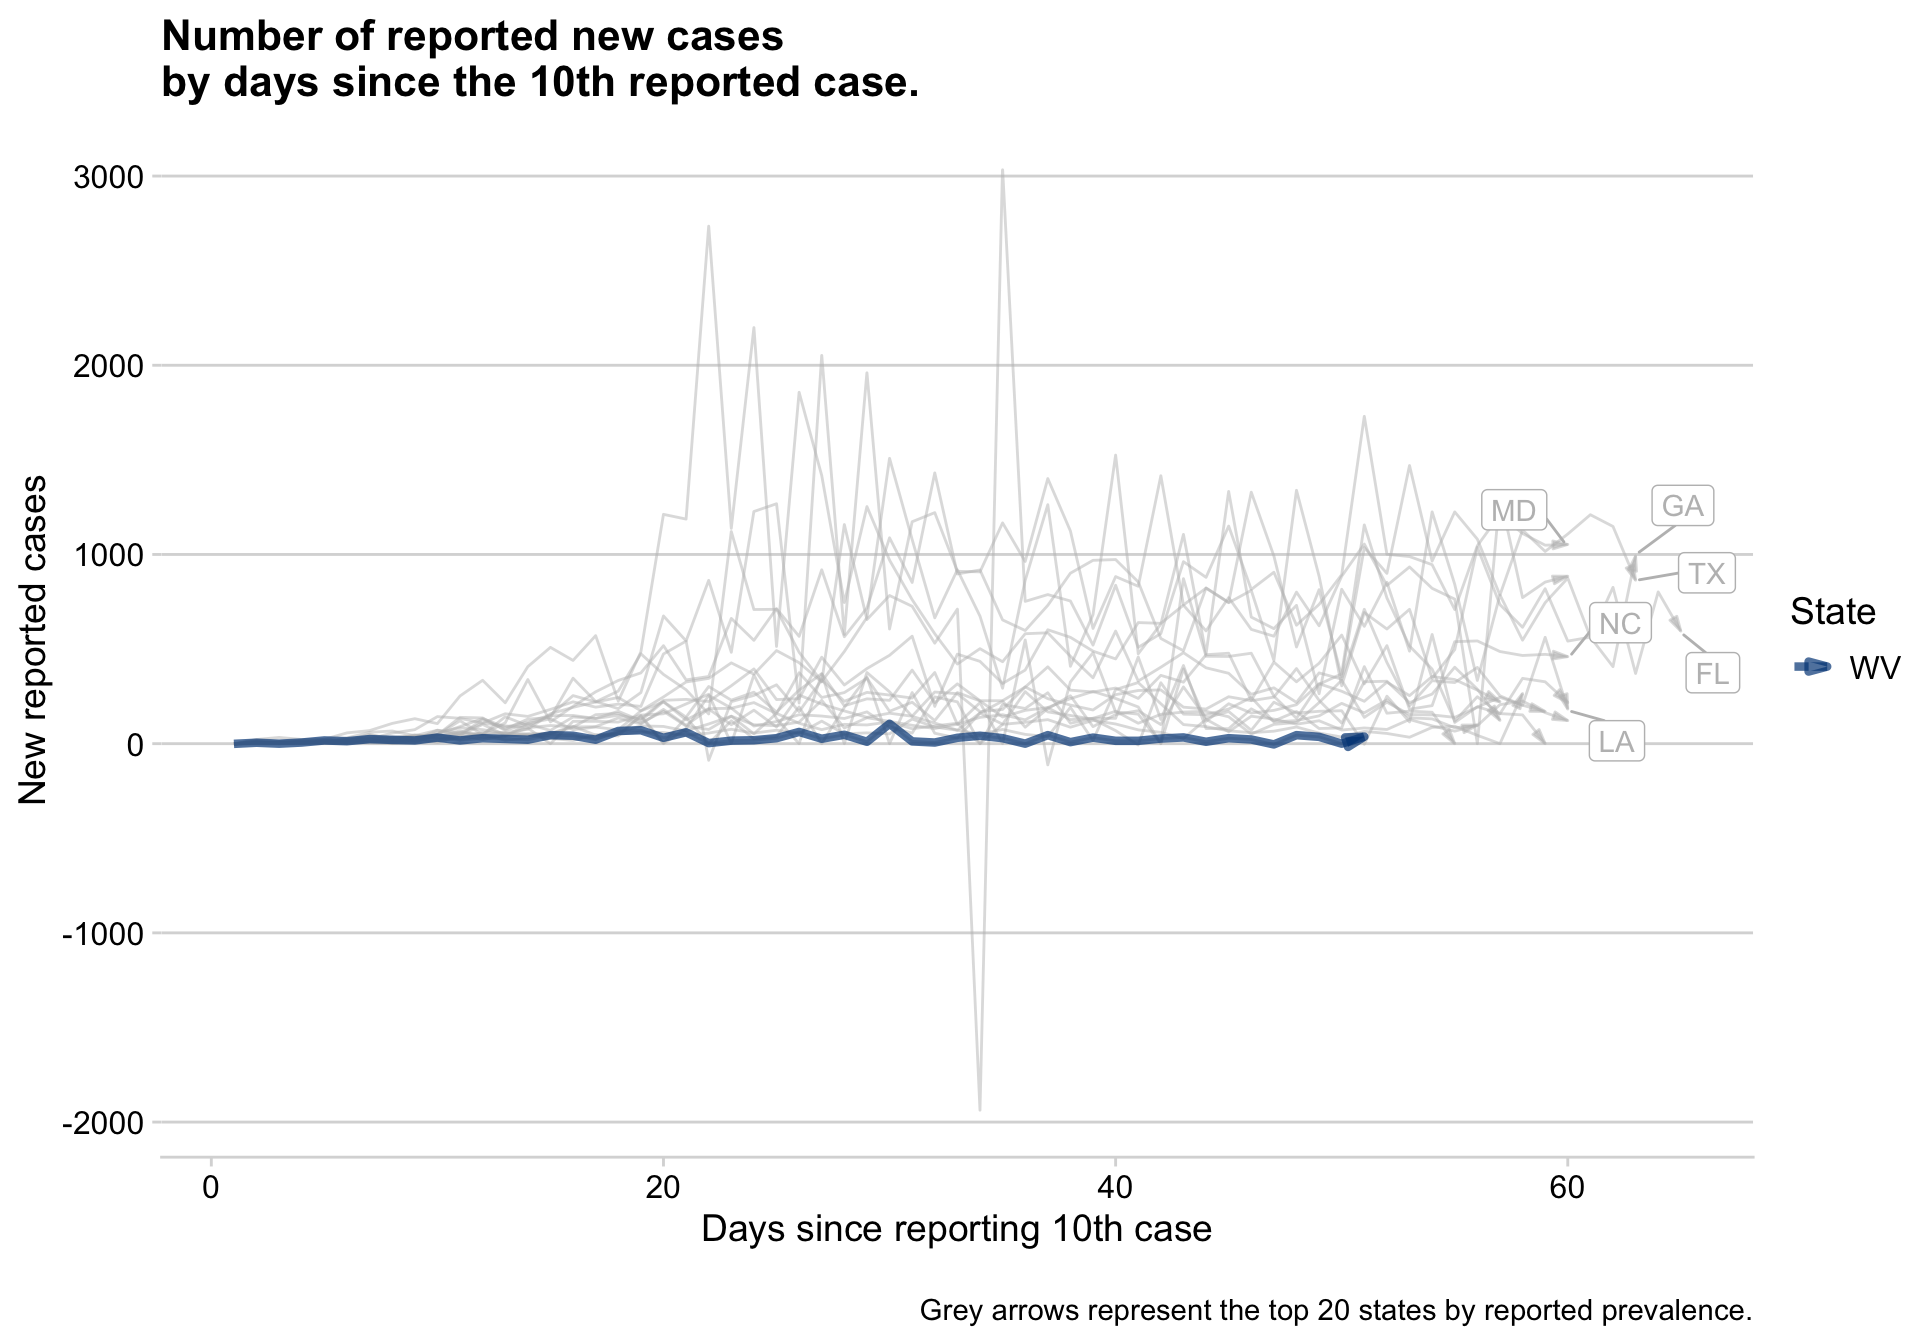 Number of reported new cases
by days since the 10th reported case.
3000
2000
1000
0
-1000
-2000
New reported cases
MD
GA
TX
NC
FL
LA
State
WV
0
20
40
60
Days since reporting 10th case
Grey arrows represent the top 20 states by reported prevalence.